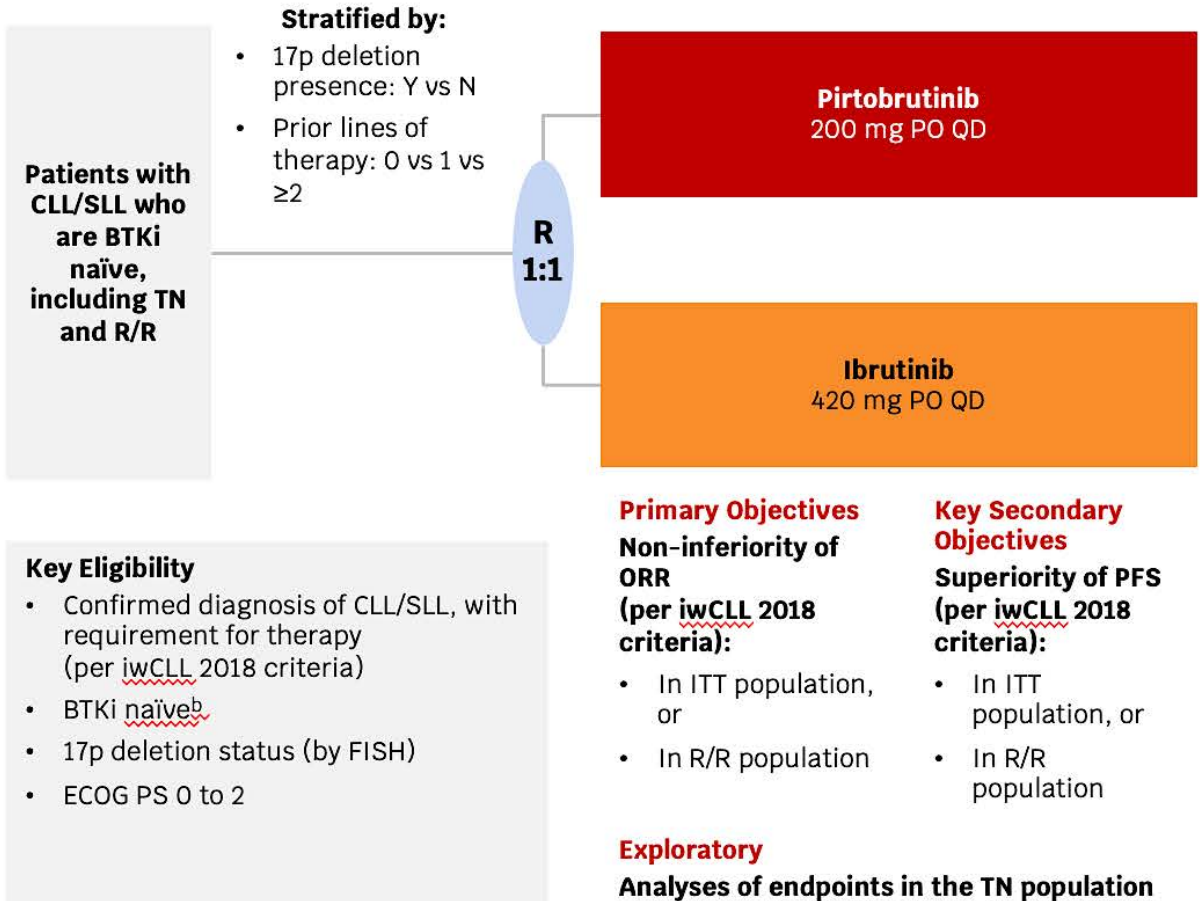 Stratified by:
• 17p deletion
presence: Y vs N
• Prior lines of
therapy: 0 vs 1 vs
≥2
Patients with
CLL/SLL who
are BTKi
naïve,
including TN
and R/R
R
1:1
Pirtobrutinib
200 mg PO QD
Ibrutinib
420 mg PO QD
Key Eligibility
• Confirmed diagnosis of CLL/SLL, with
requirement for therapy
(per iwCLL 2018 criteria)
• BTKi naïveᵇ
• 17p deletion status (by FISH)
• ECOG PS 0 to 2
Primary Objectives
Non-inferiority of
ORR
(per iwCLL 2018
criteria):
• In ITT population,
or
• In R/R population
Key Secondary
Objectives
Superiority of PFS
(per iwCLL 2018
criteria):
• In ITT
population, or
• In R/R
population
Exploratory
Analyses of endpoints in the TN population